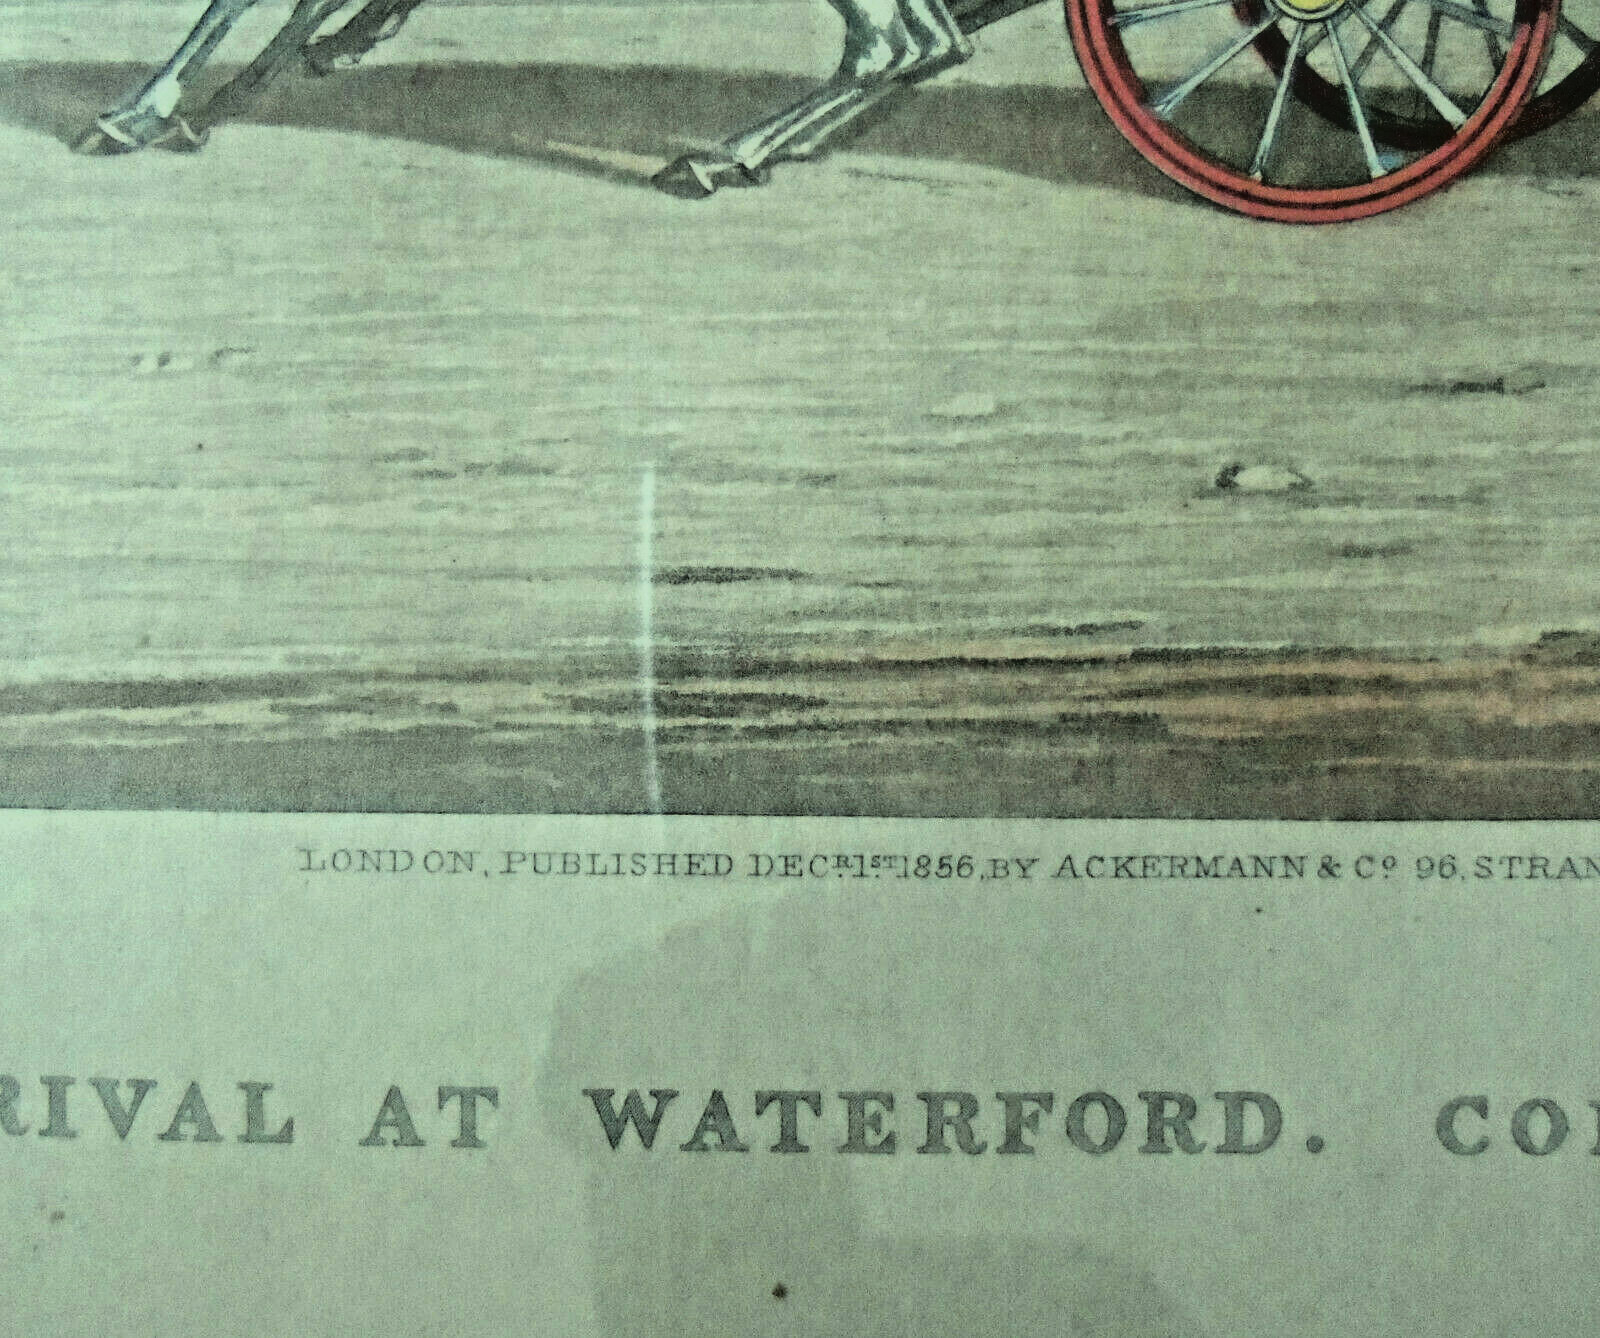 LONDON, PUBLISHED DECR. 1ST. 1856, BY ACKERMANN & Co. 96, STRAN
RIVAL AT WATERFORD. CO